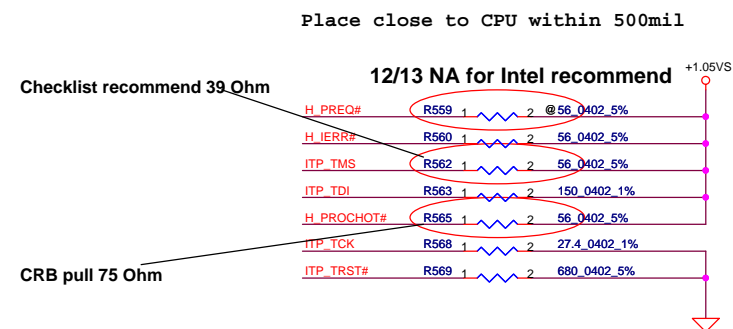 Place close to CPU within 500mil
+1.05VS
12/13 NA for Intel recommend
Checklist recommend 39 Ohm
H_PREQ# R559 1 2 @ 56_0402_5%
H_IERR# R560 1 2 56_0402_5%
ITP_TMS R562 1 2 56_0402_5%
ITP_TDI R563 1 2 150_0402_1%
H_PROCHOT# R565 1 2 56_0402_5%
ITP_TCK R568 1 2 27.4_0402_1%
ITP_TRST# R569 1 2 680_0402_5%
CRB pull 75 Ohm